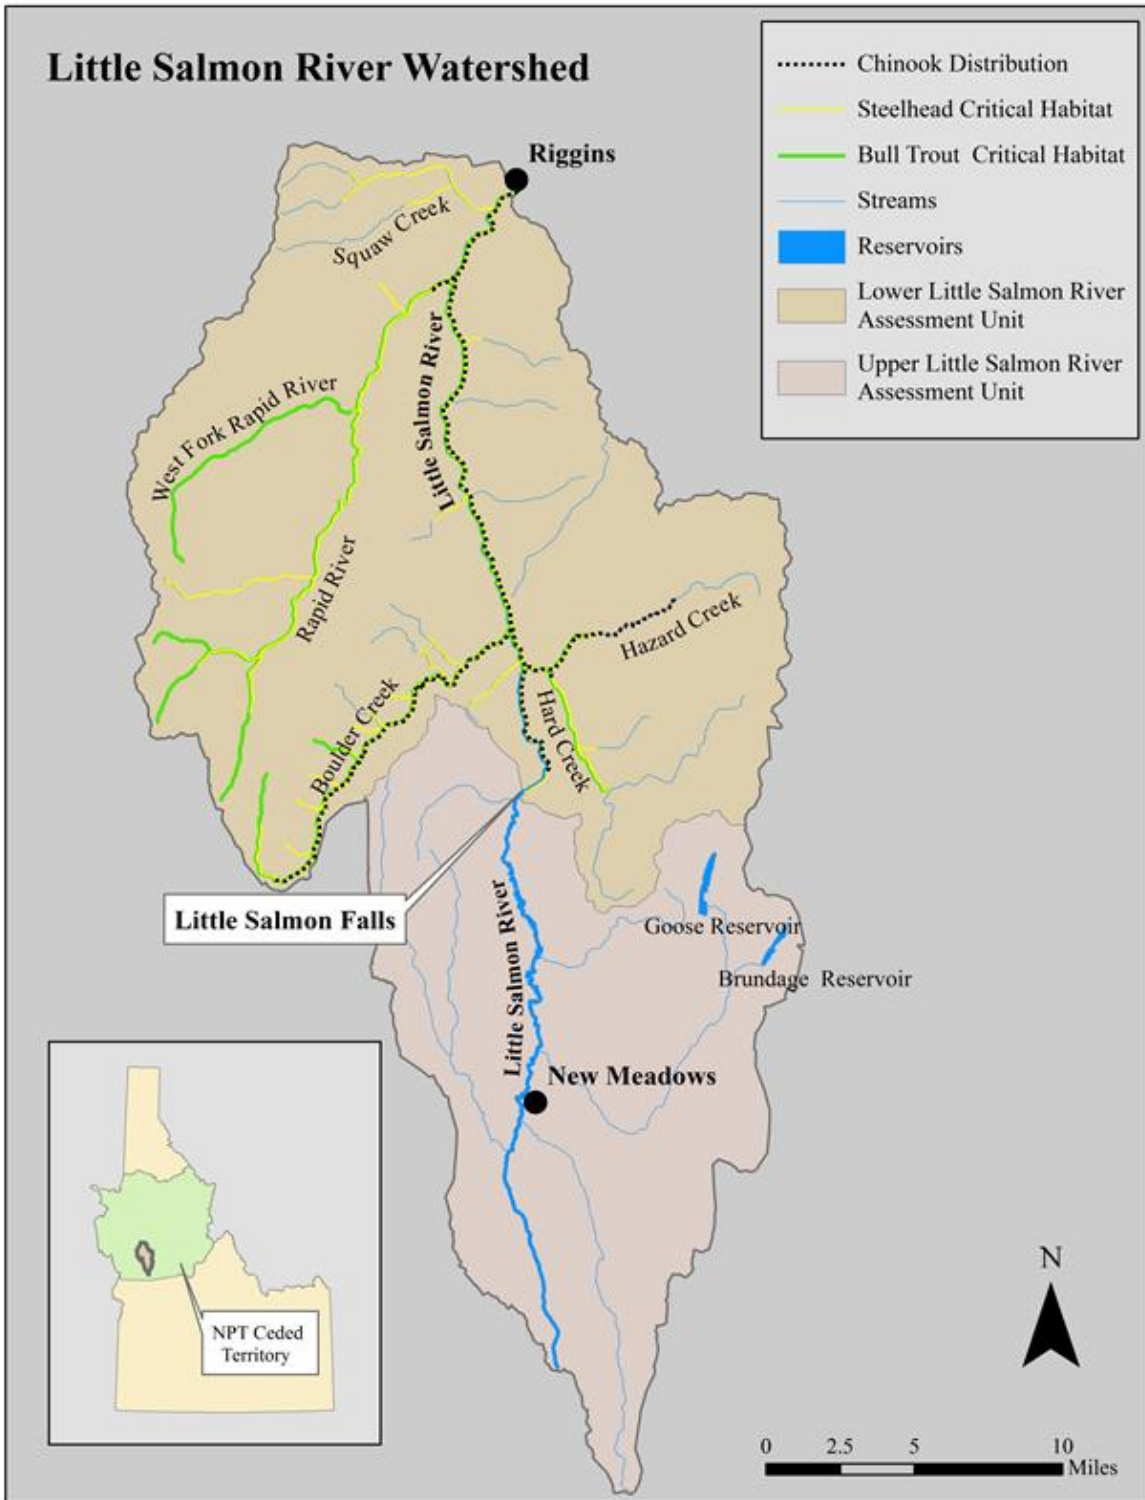 Little Salmon River Watershed
Chinook Distribution
Steelhead Critical Habitat
Bull Trout Critical Habitat
Streams
Reservoirs
Lower Little Salmon River
Assessment Unit
Upper Little Salmon River
Assessment Unit
Riggins
Squaw Creek
Little Salmon River
West Fork Rapid River
Rapid River
Hazard Creek
Boulder Creek
Hard Creek
Little Salmon Falls
Little Salmon River
Goose Reservoir
Brundage Reservoir
New Meadows
NPT Ceded
Territory
N
0 2.5 5 10
Miles